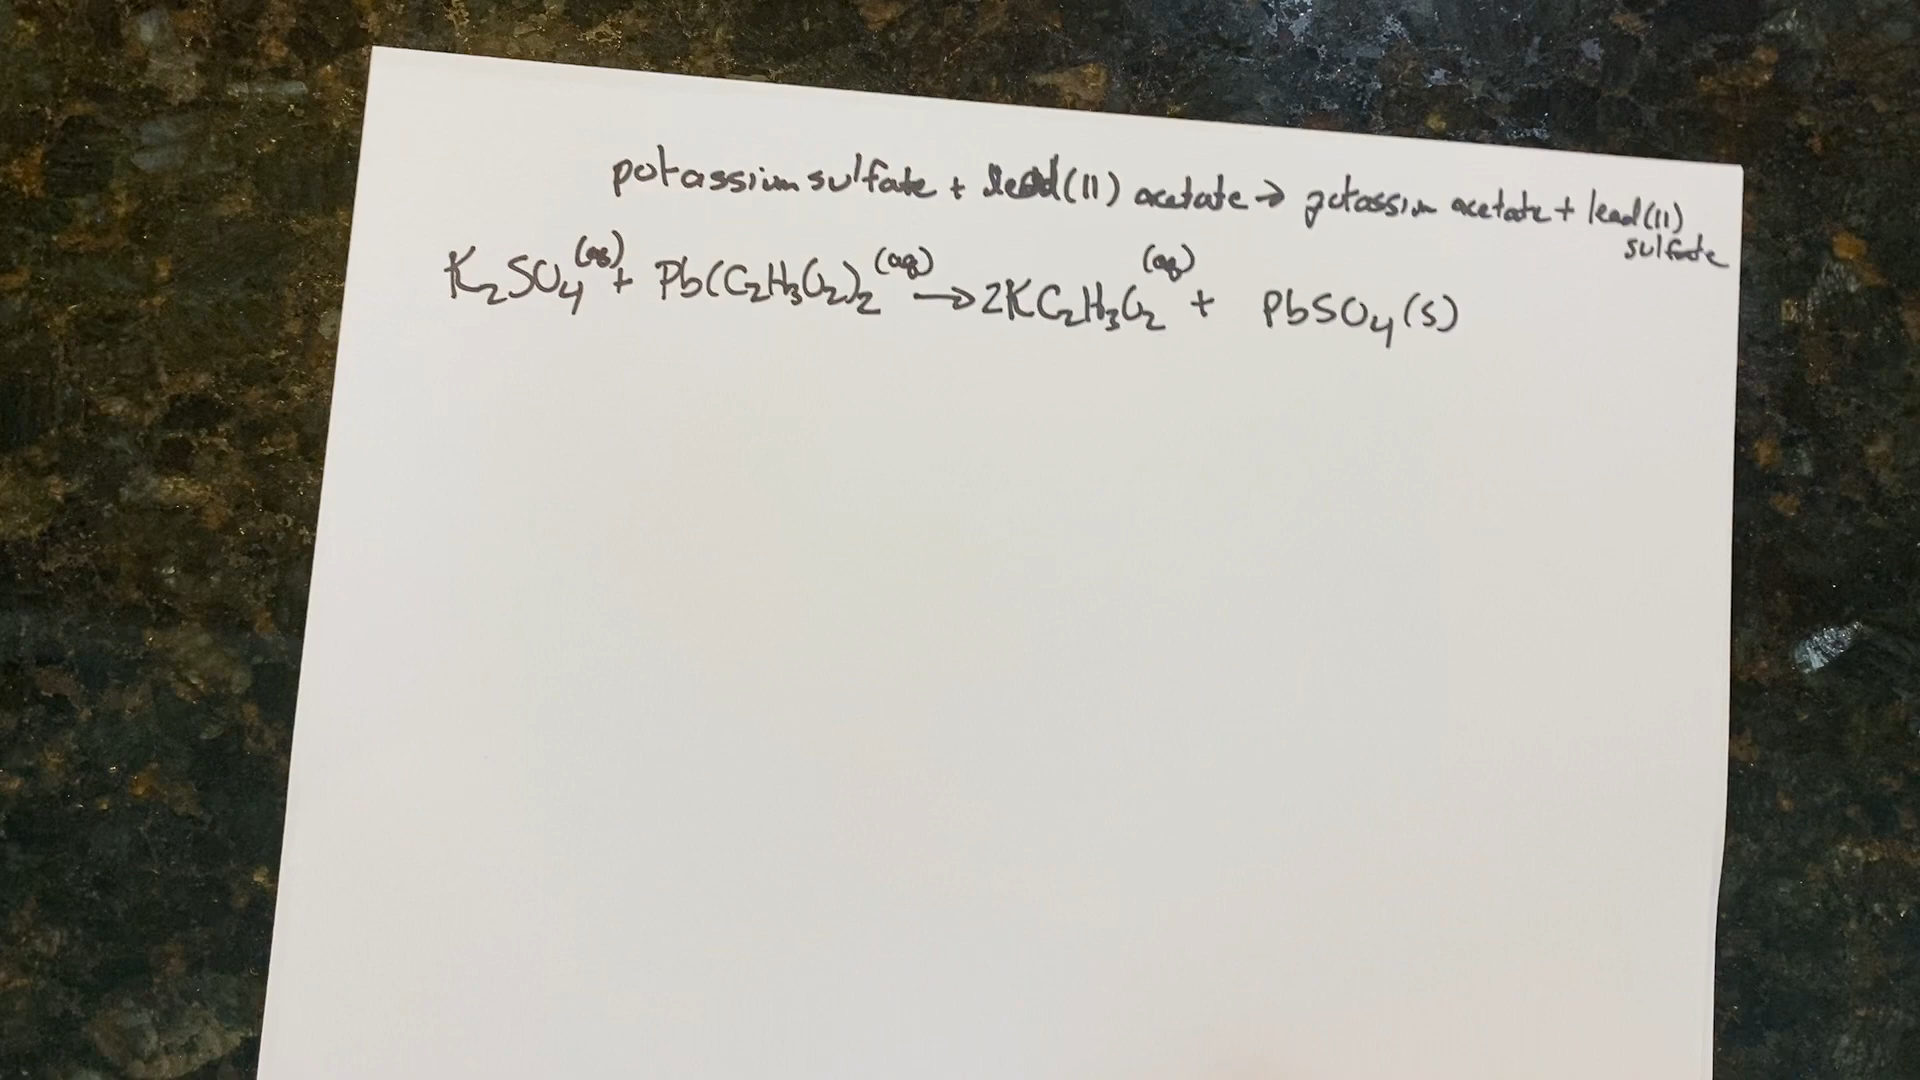 potassium sulfate + lead(II) acetate → potassium acetate + lead(II)
sulfate
K₂SO₄(aq) + Pb(C₂H₃O₂)₂(aq) → 2KC₂H₃O₂(aq) + PbSO₄(s)